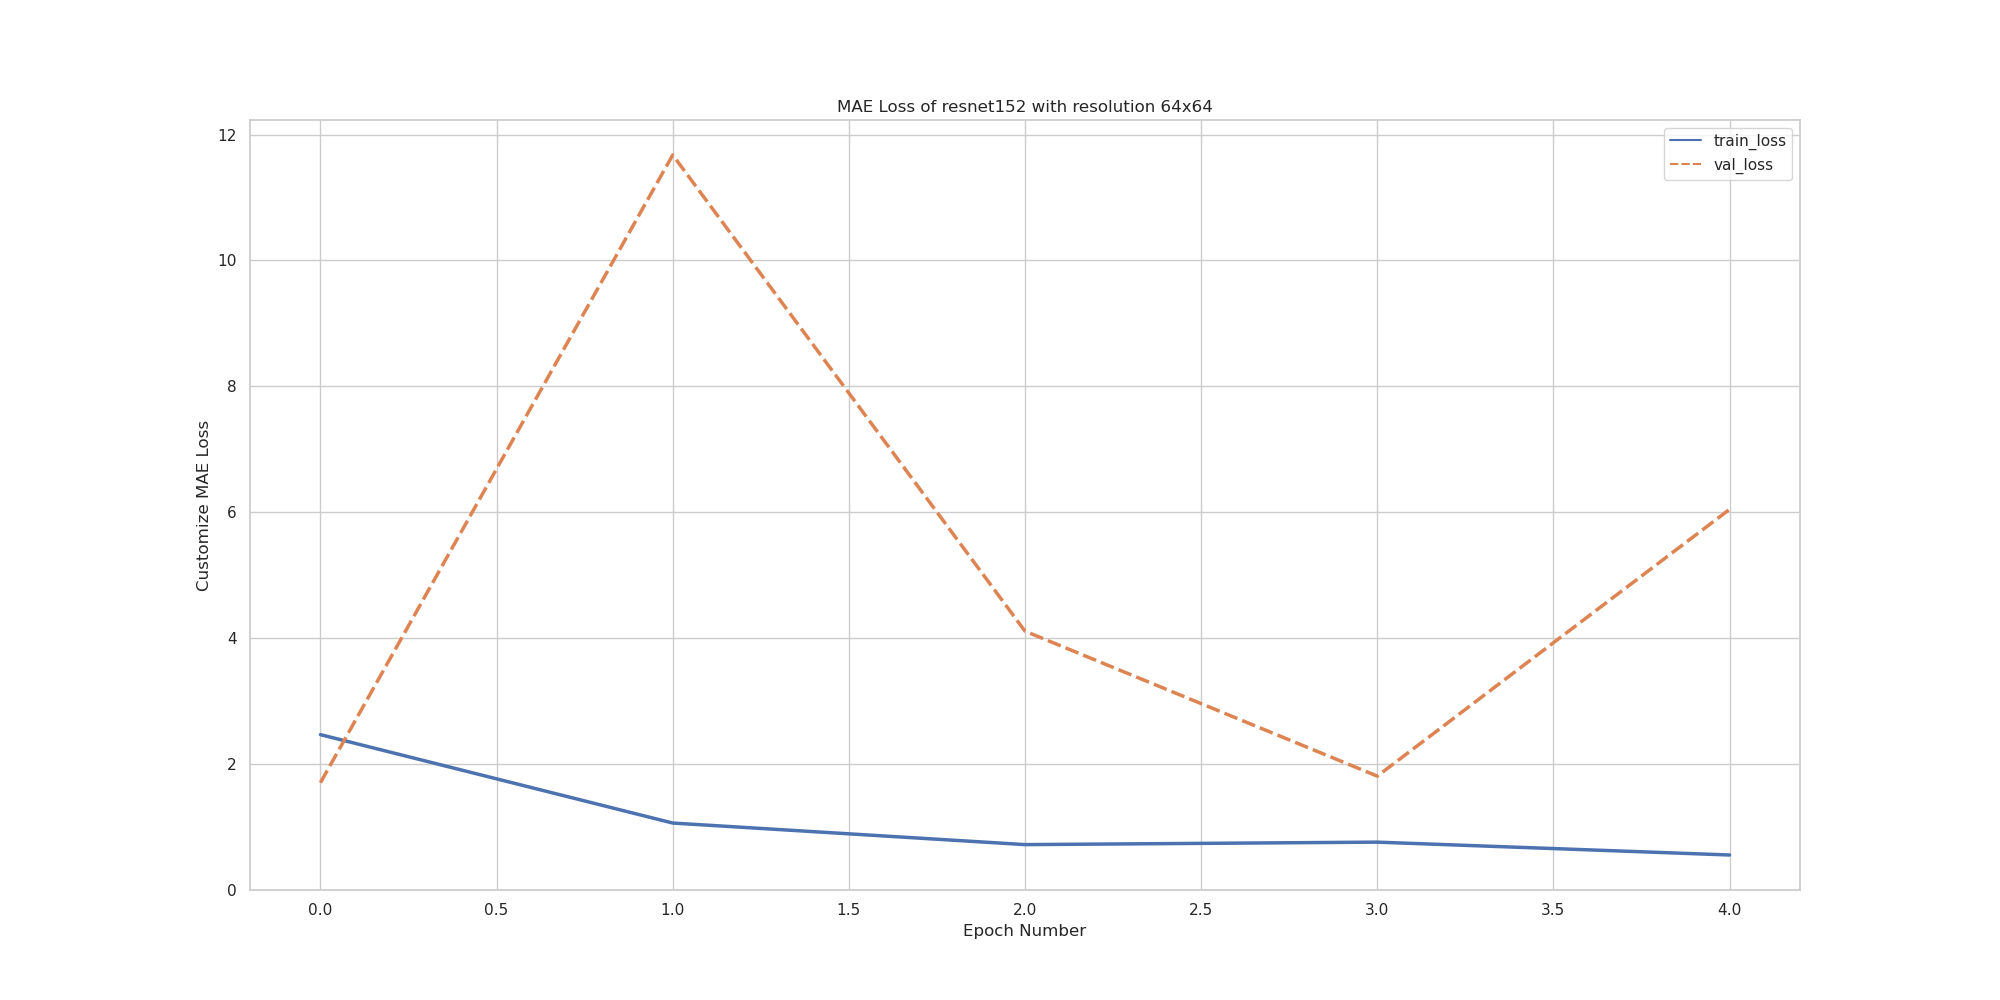 MAE Loss of resnet152 with resolution 64x64
train_loss
val_loss
Customize MAE Loss
12
10
8
6
4
2
0
0.0 0.5 1.0 1.5 2.0 2.5 3.0 3.5 4.0
Epoch Number